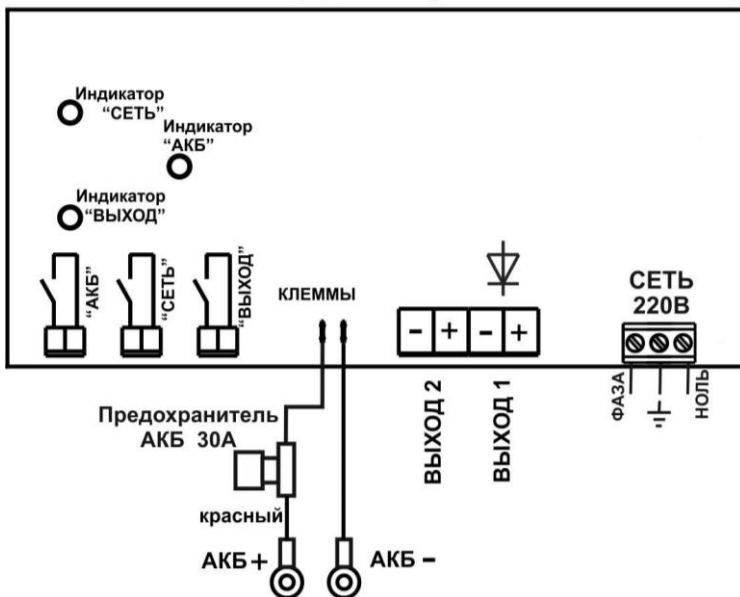 Индикатор
“СЕТЬ”
Индикатор
“АКБ”
Индикатор
“ВЫХОД”
“АКБ”
“СЕТЬ”
“ВЫХОД”
КЛЕММЫ
- + - +
ВЫХОД 2
ВЫХОД 1
СЕТЬ
220В
ФАЗА
НОЛЬ
Предохранитель
АКБ 30А
красный
АКБ +
АКБ -